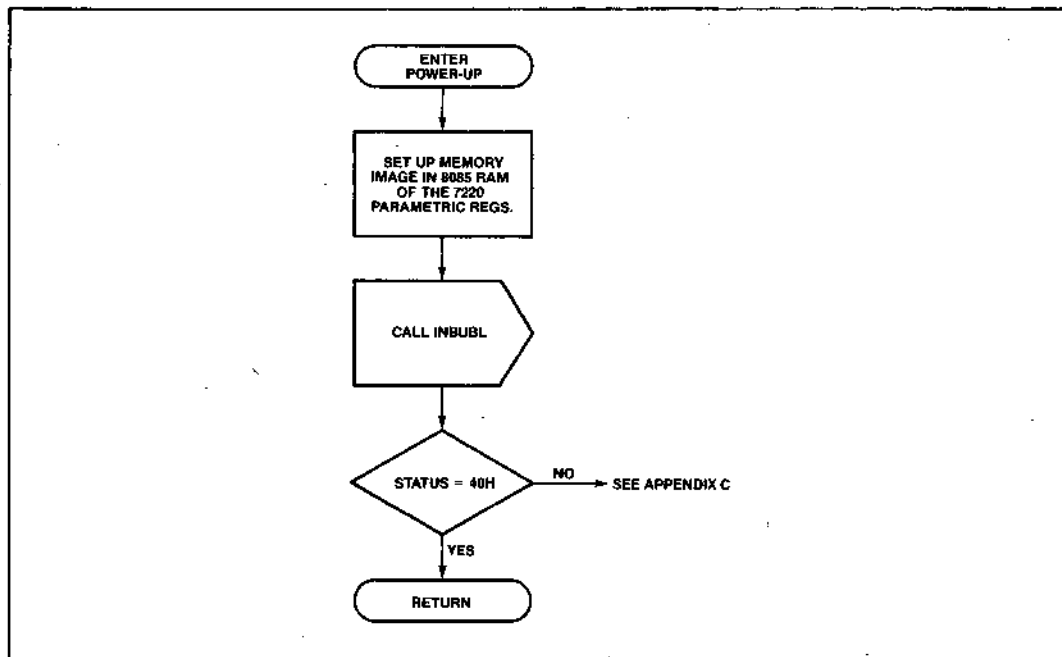 ENTER
POWER-UP
SET UP MEMORY
IMAGE IN 8085 RAM
OF THE 7220
PARAMETRIC REGS.
CALL INBUBL
STATUS = 40H
NO
SEE APPENDIX C
YES
RETURN